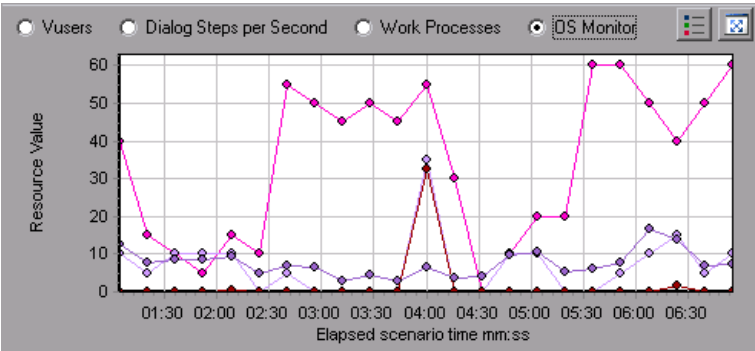 Vusers Dialog Steps per Second Work Processes OS Monitor
60
50
40
30
20
10
0
Resource Value
01:30 02:00 02:30 03:00 03:30 04:00 04:30 05:00 05:30 06:00 06:30
Elapsed scenario time mm:ss